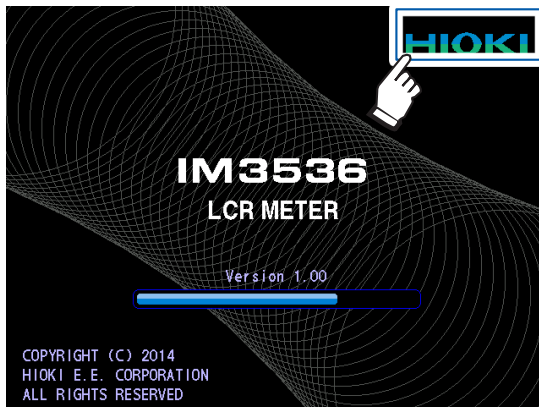 HIOKI
IM3536
LCR METER
Version 1.00
COPYRIGHT (C) 2014
HIOKI E.E. CORPORATION
ALL RIGHTS RESERVED